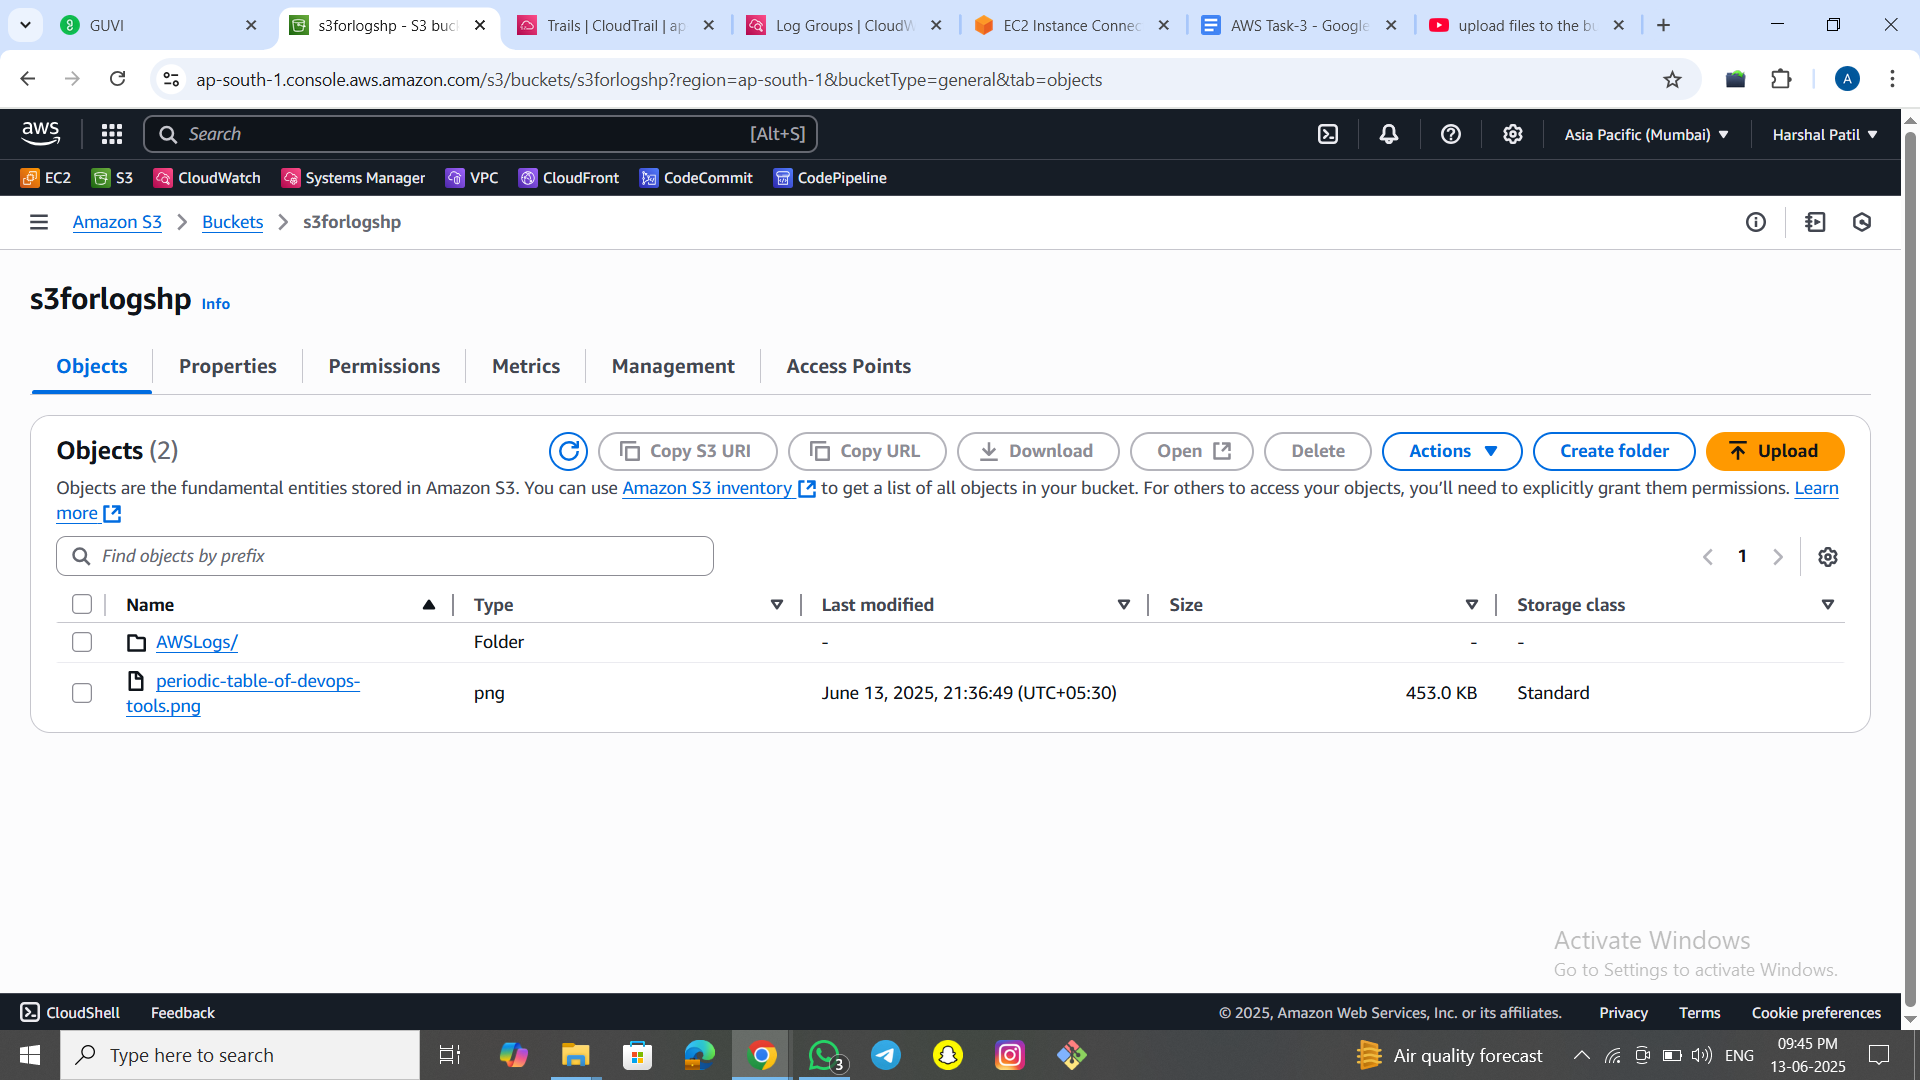 GUVI
s3forlogshp - S3 buc
Trails | CloudTrail | ap
Log Groups | CloudW
EC2 Instance Connec
AWS Task-3 - Google
upload files to the bu
ap-south-1.console.aws.amazon.com/s3/buckets/s3forlogshp?region=ap-south-1&bucketType=general&tab=objects
A
aws
Search
[Alt+S]
Asia Pacific (Mumbai)
Harshal Patil
EC2
S3
CloudWatch
Systems Manager
VPC
CloudFront
CodeCommit
CodePipeline
Amazon S3
Buckets
s3forlogshp
s3forlogshp Info
Objects
Properties
Permissions
Metrics
Management
Access Points
Objects (2)
Copy S3 URI
Copy URL
Download
Open
Delete
Actions
Create folder
Upload
Objects are the fundamental entities stored in Amazon S3. You can use Amazon S3 inventory to get a list of all objects in your bucket. For others to access your objects, you'll need to explicitly grant them permissions. Learn
more
Find objects by prefix
1
Name
Type
Last modified
Size
Storage class
AWSLogs/
Folder
-
-
-
periodic-table-of-devops-
tools.png
png
June 13, 2025, 21:36:49 (UTC+05:30)
453.0 KB
Standard
Activate Windows
Go to Settings to activate Windows.
CloudShell
Feedback
© 2025, Amazon Web Services, Inc. or its affiliates.
Privacy
Terms
Cookie preferences
Type here to search
3
Air quality forecast
ENG
09:45 PM
13-06-2025